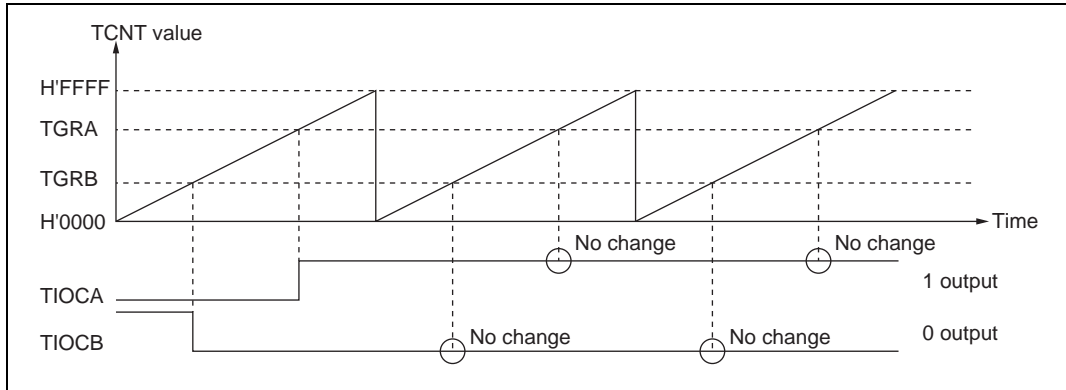 TCNT value
H'FFFF
TGRA
TGRB
H'0000
Time
No change
No change
TIOCA
1 output
No change
No change
TIOCB
0 output